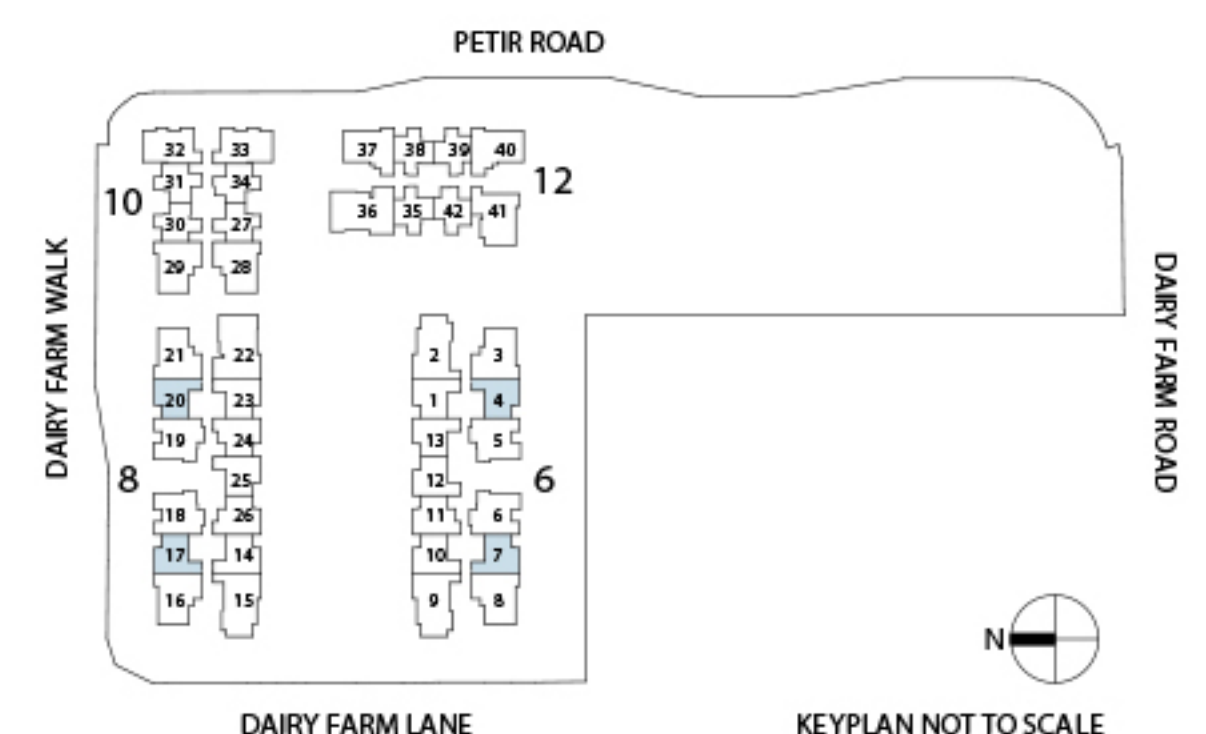 PETIR ROAD
32 33 37 38 39 40
31 34
10 12
36 35 42 41
30 27
29 28
DAIRY FARM WALK
DAIRY FARM ROAD
21 22 2 3
20 23 1 4
19 24 13 5
8 25 12 6
18 26 11 6
17 14 10 7
16 15 9 8
N
DAIRY FARM LANE
KEYPLAN NOT TO SCALE